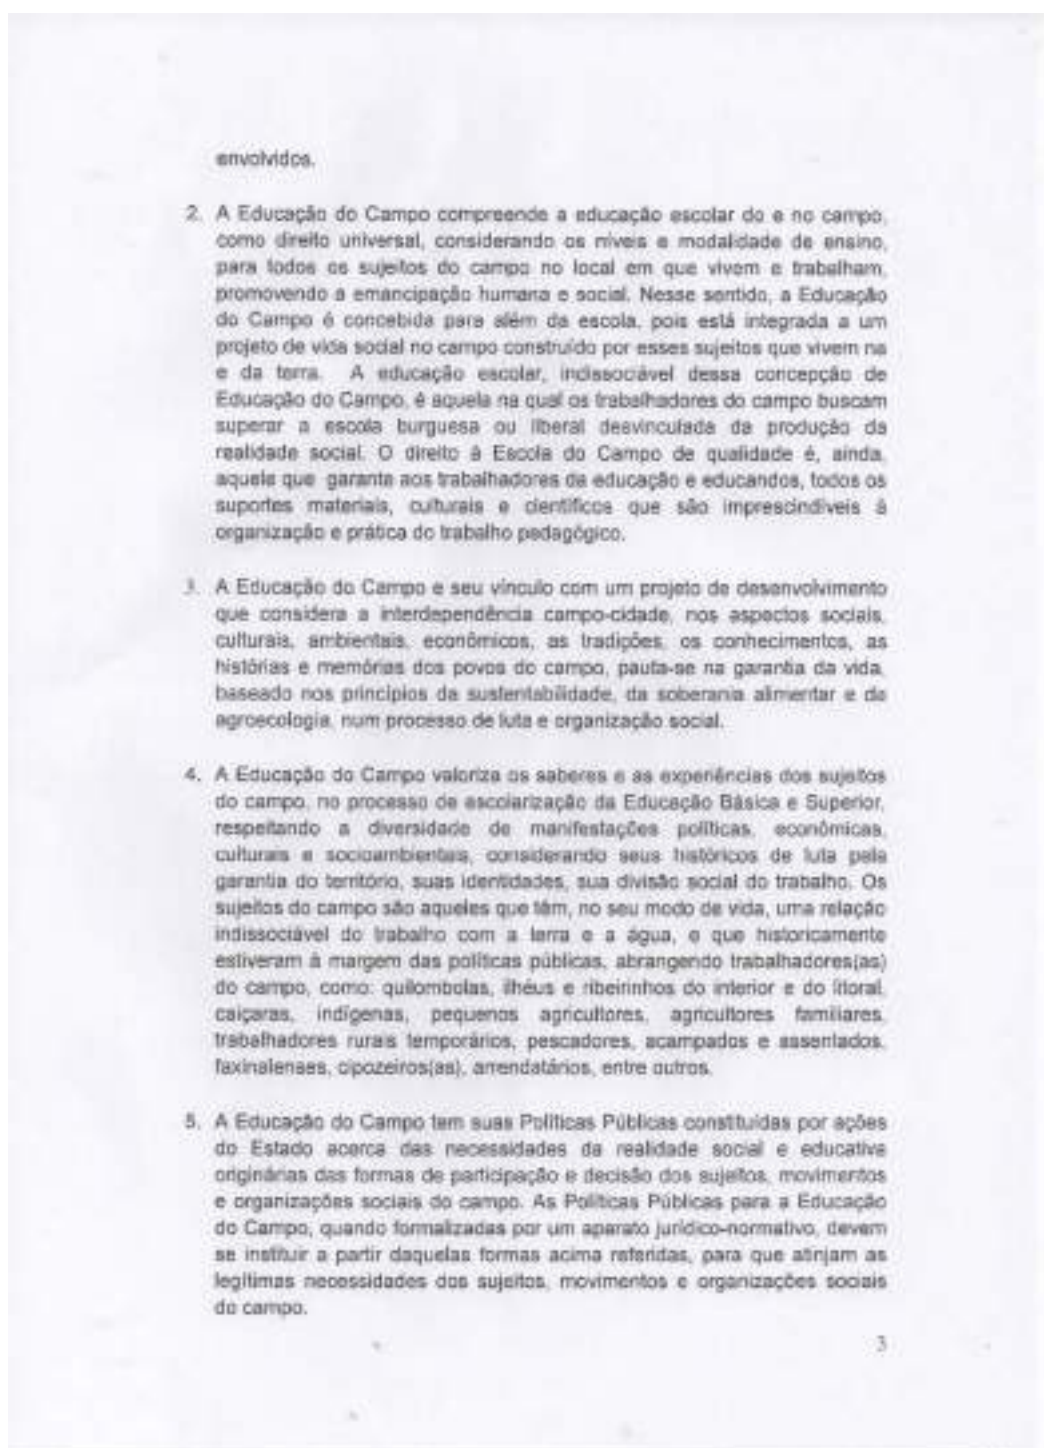 envolvidos.
2. A Educação do Campo compreende a educação escolar do e no campo,
como direito universal, considerando os níveis e modalidade de ensino,
para todos os sujeitos do campo no local em que vivem e trabalham,
promovendo a emancipação humana e social. Nesse sentido, a Educação
do Campo é concebida para além da escola, pois está integrada a um
projeto de vida social no campo construído por esses sujeitos que vivem na
e da terra. A educação escolar, indissociável dessa concepção de
Educação do Campo, é aquela na qual os trabalhadores do campo buscam
superar a escola burguesa ou liberal desvinculada da produção da
realidade social. O direito à Escola do Campo de qualidade é, ainda,
aquele que garante aos trabalhadores da educação e educandos, todos os
suportes materiais, culturais e científicos que são imprescindíveis à
organização e prática do trabalho pedagógico.
3. A Educação do Campo e seu vínculo com um projeto de desenvolvimento
que considera a interdependência campo-cidade, nos aspectos sociais,
culturais, ambientais, econômicos, as tradições, os conhecimentos, as
histórias e memórias dos povos do campo, pauta-se na garantia da vida,
baseado nos princípios da sustentabilidade, da soberania alimentar e da
agroecologia, num processo de luta e organização social.
4. A Educação do Campo valoriza os saberes e as experiências dos sujeitos
do campo, no processo de escolarização da Educação Básica e Superior,
respeitando a diversidade de manifestações políticas, econômicas,
culturais e socioambientais, considerando seus históricos de luta pela
garantia do território, suas identidades, sua divisão social do trabalho. Os
sujeitos do campo são aqueles que têm, no seu modo de vida, uma relação
indissociável do trabalho com a terra e a água, e que historicamente
estiveram à margem das políticas públicas, abrangendo trabalhadores(as)
do campo, como: quilombolas, ilhéus e ribeirinhos do interior e do litoral,
caiçaras, indígenas, pequenos agricultores, agricultores familiares,
trabalhadores rurais temporários, pescadores, acampados e assentados,
faxinalenses, cipozeiros(as), arrendatários, entre outros.
5. A Educação do Campo tem suas Políticas Públicas constituídas por ações
do Estado acerca das necessidades da realidade social e educativa
originárias das formas de participação e decisão dos sujeitos, movimentos
e organizações sociais do campo. As Políticas Públicas para a Educação
do Campo, quando formalizadas por um aparato jurídico-normativo, devem
se instituir a partir daquelas formas acima referidas, para que atinjam as
legítimas necessidades dos sujeitos, movimentos e organizações sociais
do campo.
3